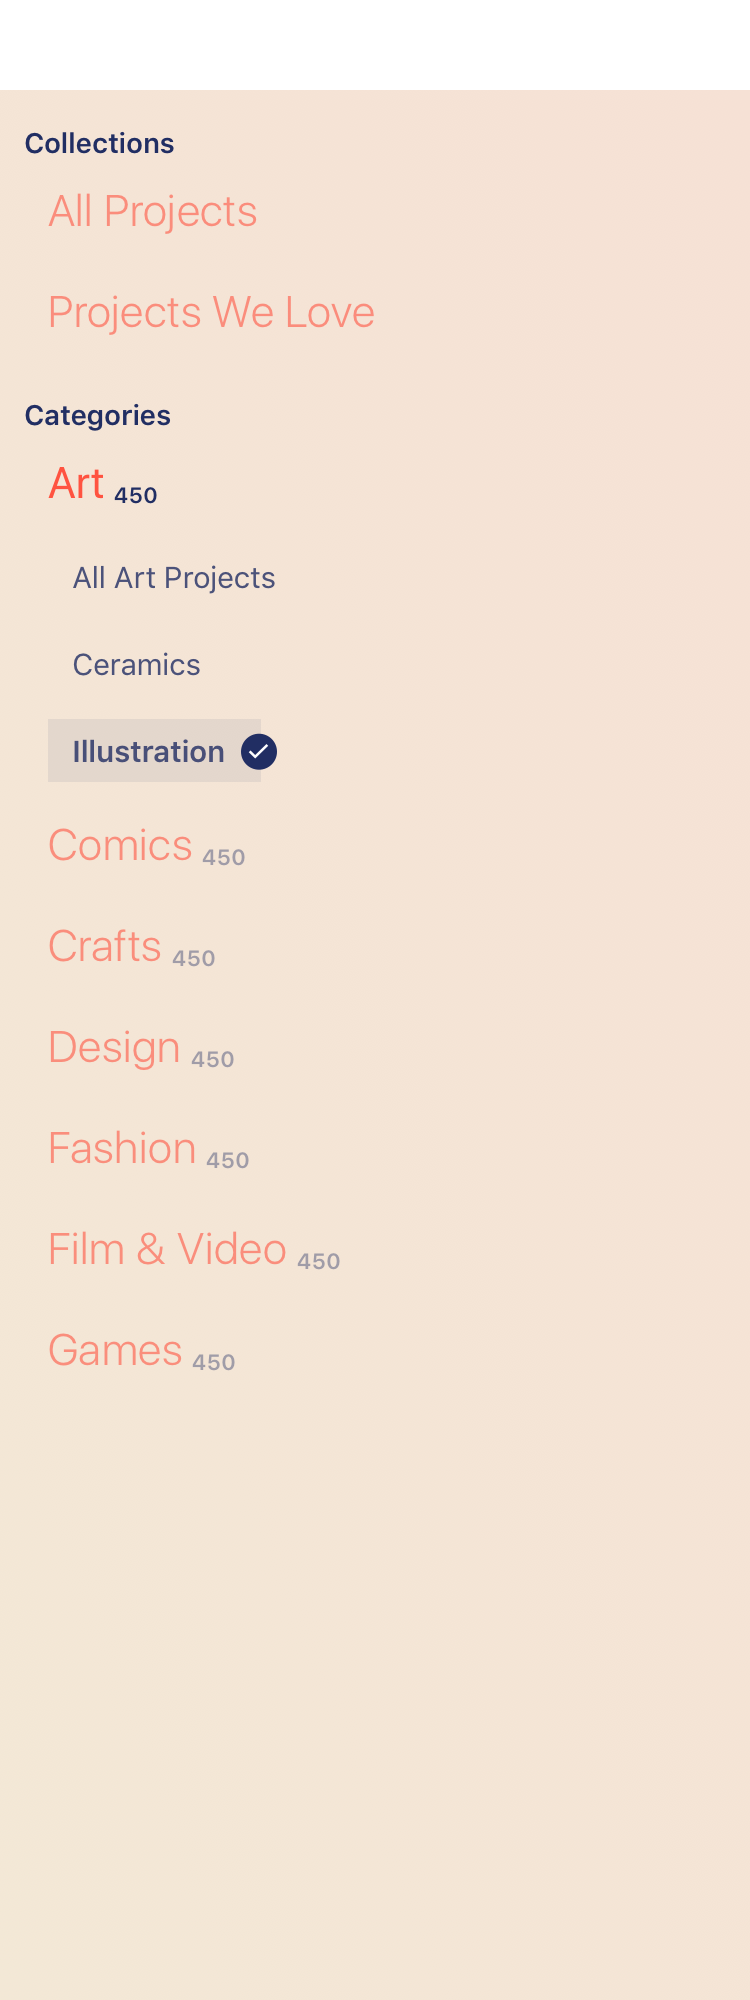 Collections
All Projects
Projects We Love
Categories
Art 450
All Art Projects
Ceramics
Illustration
Comics 450
Crafts 450
Design 450
Fashion 450
Film & Video 450
Games 450